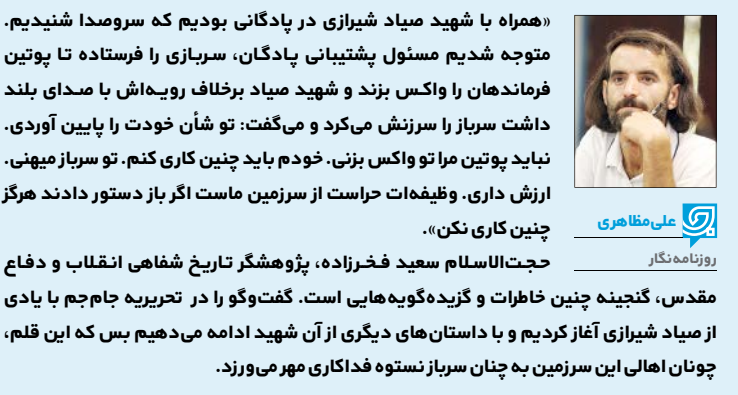 «همراه با شهید صیاد شیرازی در پادگانی بودیم که سروصدا شنیدیم.
متوجه شدیم مسئول پشتیبانی پادگان، سربازی را فرستاده تا پوتین
فرماندهان را واکس بزند و شهید صیاد برخلاف رویه‌اش با صدای بلند
داشت سرباز را سرزنش می‌کرد و می‌گفت: تو شأن خودت را پایین آوردی.
نباید پوتین مرا تو واکس بزنی. خودم باید چنین کاری کنم. تو سرباز میهنی.
ارزش داری. وظیفه‌ات حراست از سرزمین ماست اگر باز دستور دادند هرگز
چنین کاری نکن».
علی مظاهری
روزنامه‌نگار
حجت‌الاسلام سعید فخرزاده، پژوهشگر تاریخ شفاهی انقلاب و دفاع
مقدس، گنجینه چنین خاطرات و گزیده‌گویه‌هایی است. گفت‌وگو را در تحریریه جام‌جم با یادی
از صیاد شیرازی آغاز کردیم و با داستان‌های دیگری از آن شهید ادامه می‌دهیم بس که این قلم،
چونان اهالی این سرزمین به چنان سرباز نستوه فداکاری مهر می‌ورزد.